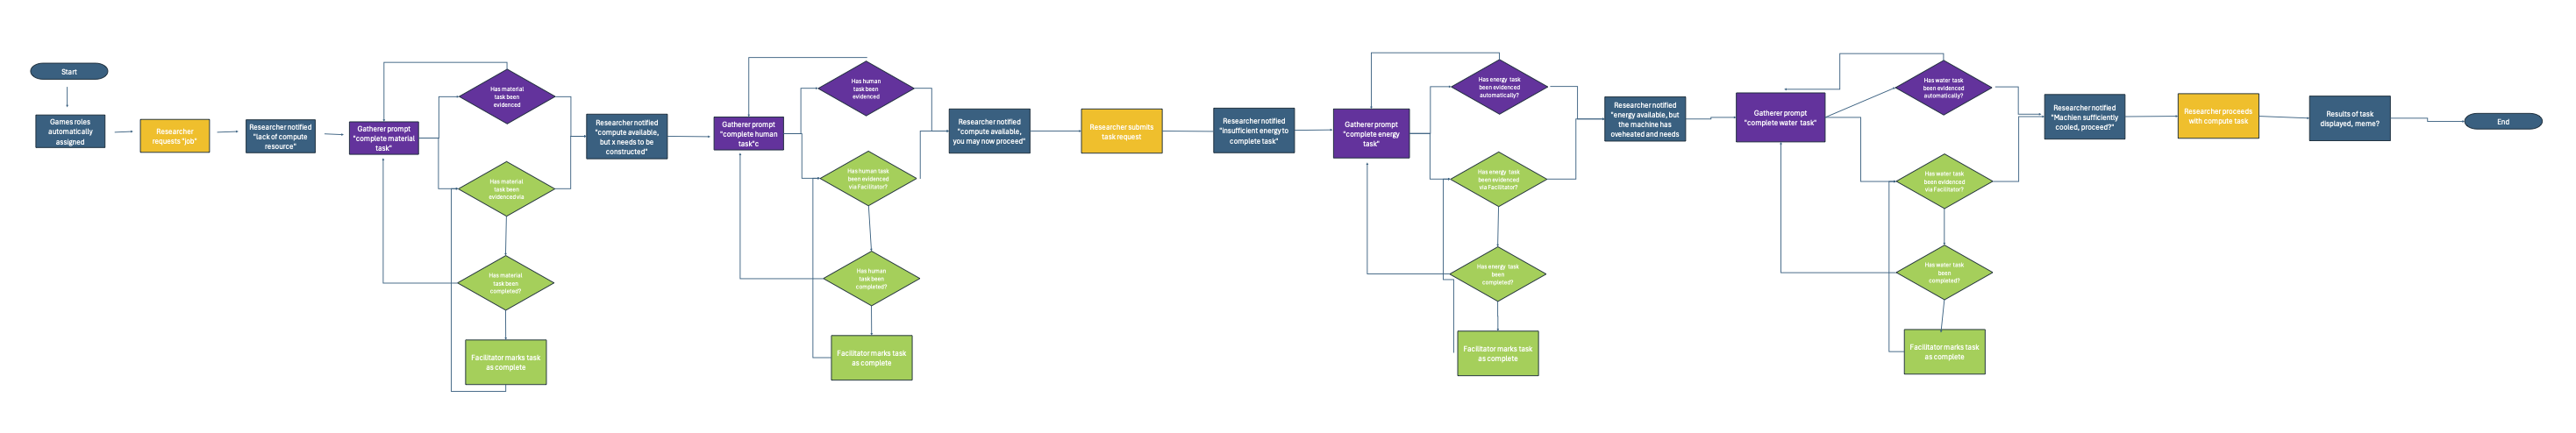 Start
Games roles
automatically
assigned
Researcher
requests "job"
Researcher notified
"lack of compute
resource"
Gatherer prompt
"complete material
task"
Has material
task been
evidenced
Has material
task been
evidenced via
Has material
task been
completed?
Facilitator marks task
as complete
Researcher notified
"compute available,
but x needs to be
constructed"
Gatherer prompt
"complete human
task"c
Has human
task been
evidenced
Has human task
been evidenced
via Facilitator?
Has human
task been
completed?
Facilitator marks task
as complete
Researcher notified
"compute available,
you may now proceed"
Researcher submits
task request
Researcher notified
"insufficient energy to
complete task"
Gatherer prompt
"complete energy
task"
Has energy task
been evidenced
automatically?
Has energy task
been evidenced
via Facilitator?
Has energy task
been
completed?
Facilitator marks task
as complete
Researcher notified
"energy available, but
the machine has
oveheated and needs
Gatherer prompt
"complete water task"
Has water task
been evidenced
automatically?
Has water task
been evidenced
via Facilitator?
Has water task
been
completed?
Facilitator marks task
as complete
Researcher notified
"Machien sufficiently
cooled, proceed?"
Researcher proceeds
with compute task
Results of task
displayed, meme?
End